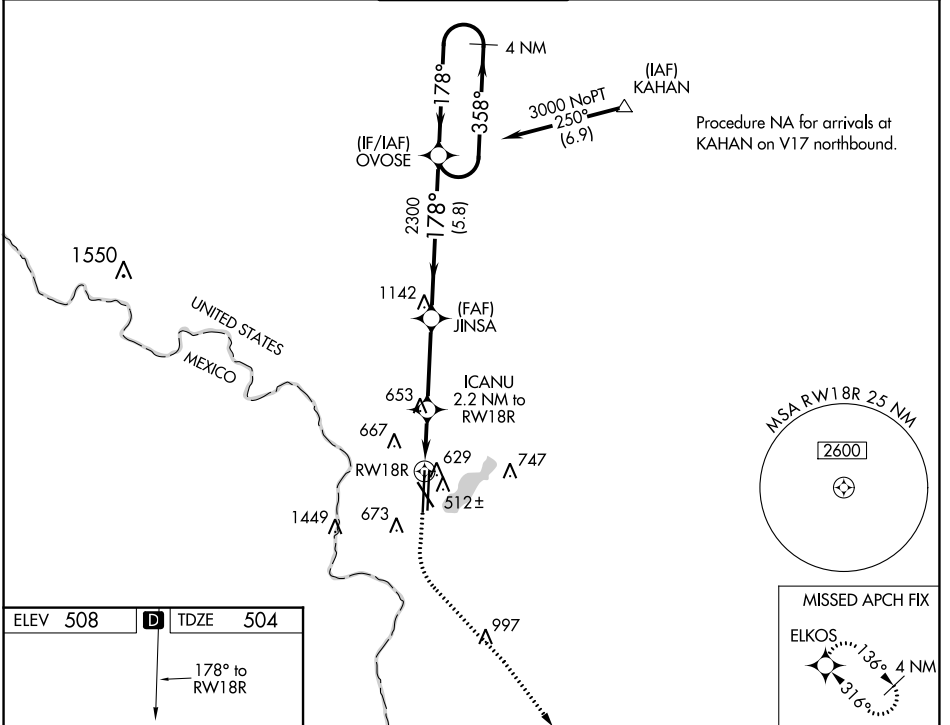 4 NM
178°
358°
(IAF)
KAHAN
3000 NoPT
250°
(6.9)
Procedure NA for arrivals at
KAHAN on V17 northbound.
(IF/IAF)
OVOSE
2300
178°
(5.8)
1550
UNITED STATES
MEXICO
1142
(FAF)
JINSA
653
ICANU
2.2 NM to
RW18R
667
RW18R
629
747
512±
1449
673
MSA RW18R 25 NM
2600
997
ELEV 508
D
TDZE 504
178° to
RW18R
MISSED APCH FIX
ELKOS
136°
4 NM
316°